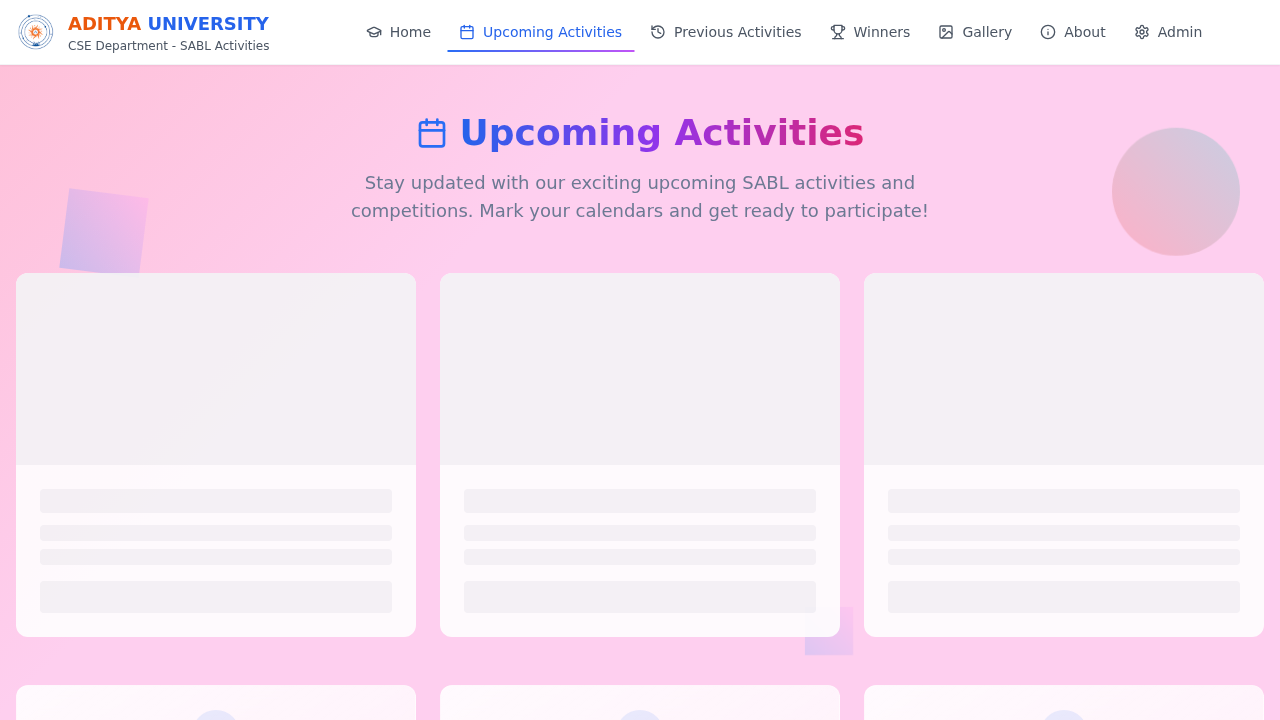 ADITYA UNIVERSITY
CSE Department - SABL Activities
Home
Upcoming Activities
Previous Activities
Winners
Gallery
About
Admin
Upcoming Activities
Stay updated with our exciting upcoming SABL activities and
competitions. Mark your calendars and get ready to participate!